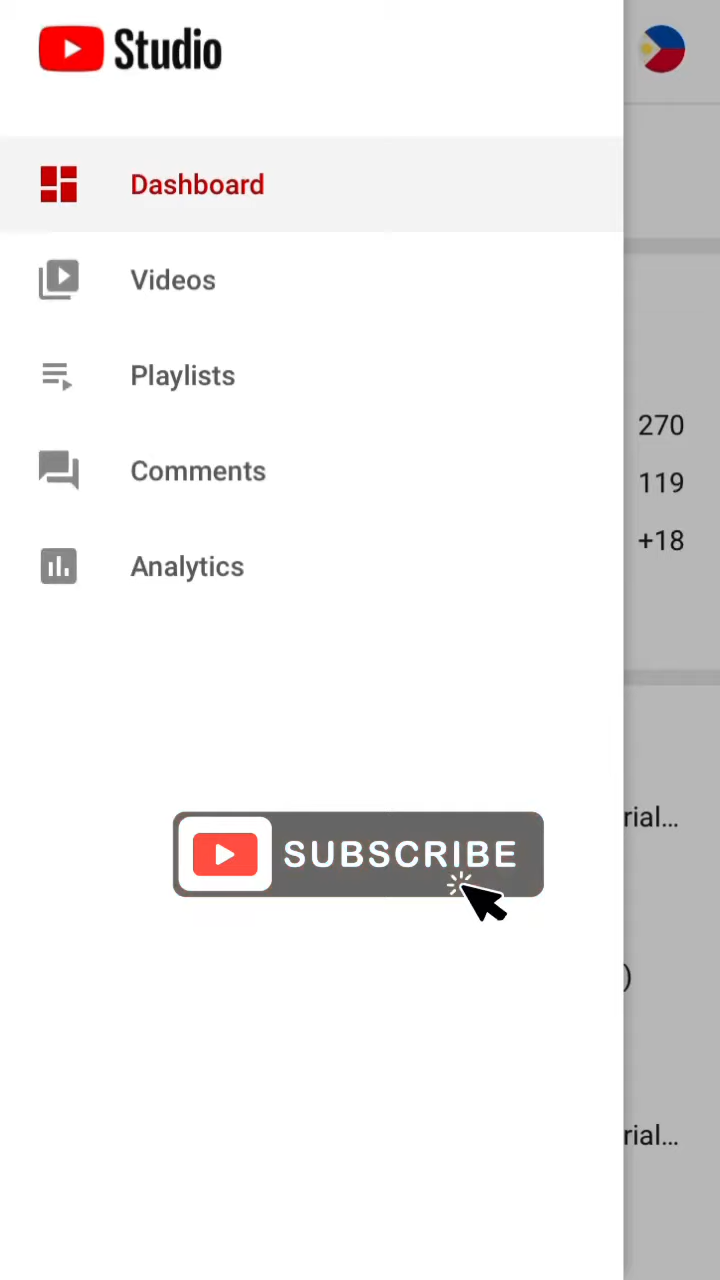 Studio
Dashboard
Videos
Playlists
270
Comments
119
+18
Analytics
rial...
SUBSCRIBE
)
rial...